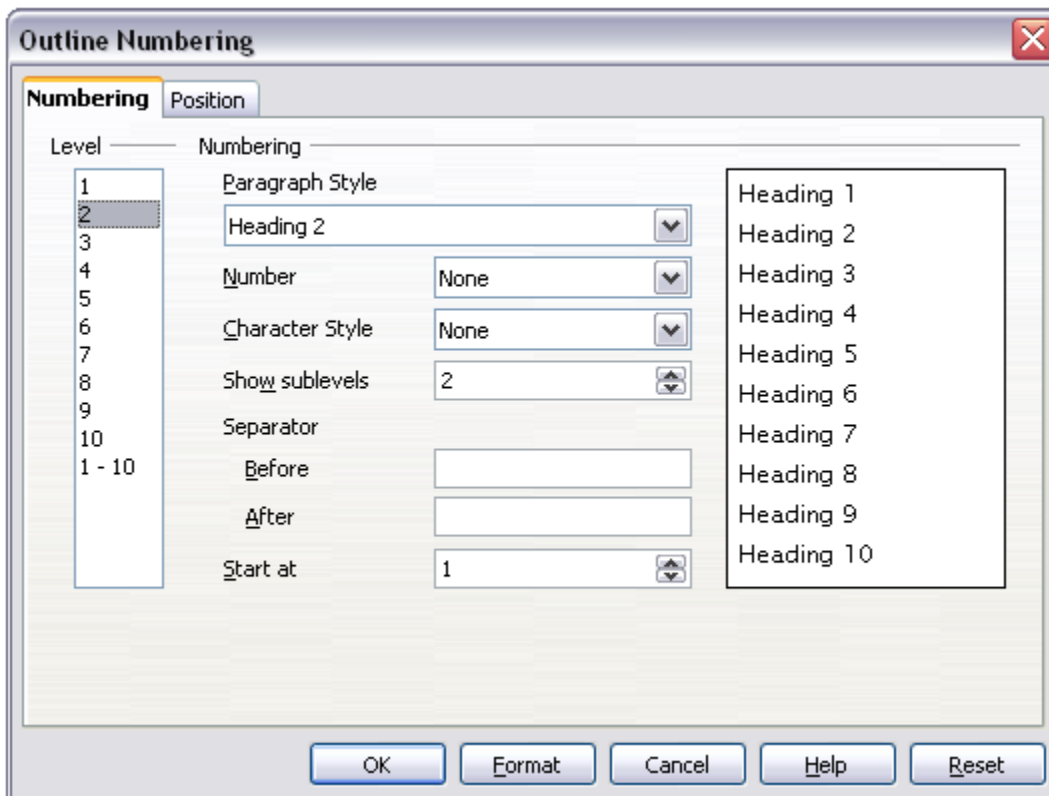 Outline Numbering
Numbering Position
Level
1
2
3
4
5
6
7
8
9
10
1 - 10
Numbering
Paragraph Style
Heading 2
Number None
Character Style None
Show sublevels 2
Separator
Before
After
Start at 1
Heading 1
Heading 2
Heading 3
Heading 4
Heading 5
Heading 6
Heading 7
Heading 8
Heading 9
Heading 10
OK Format Cancel Help Reset